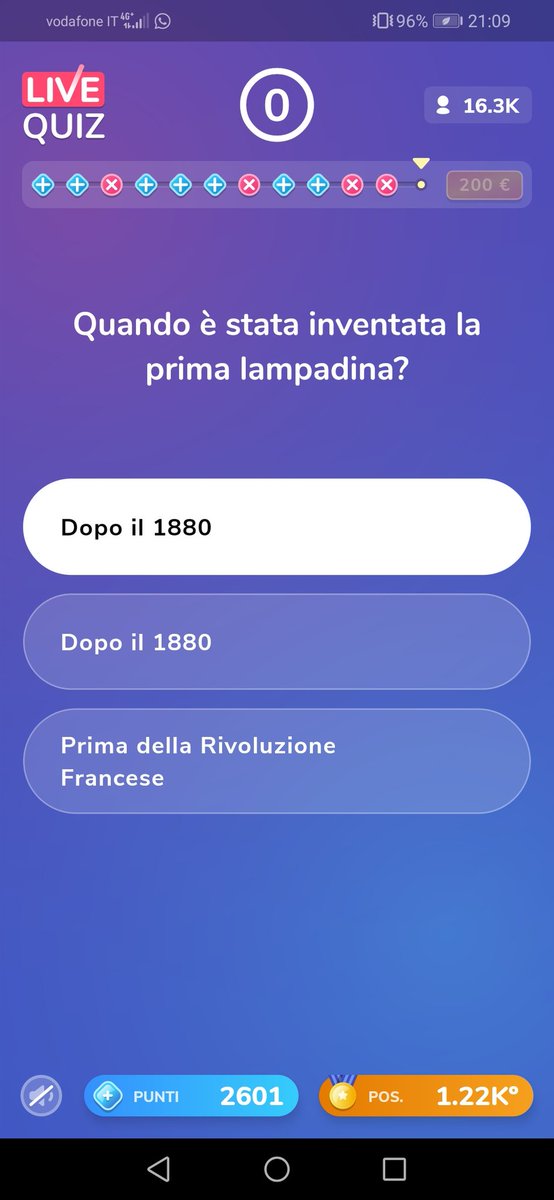 vodafone IT 4G+ 96% 21:09
LIVE
QUIZ
0
16.3K
200 €
Quando è stata inventata la
prima lampadina?
Dopo il 1880
Dopo il 1880
Prima della Rivoluzione
Francese
PUNTI 2601
POS. 1.22K°